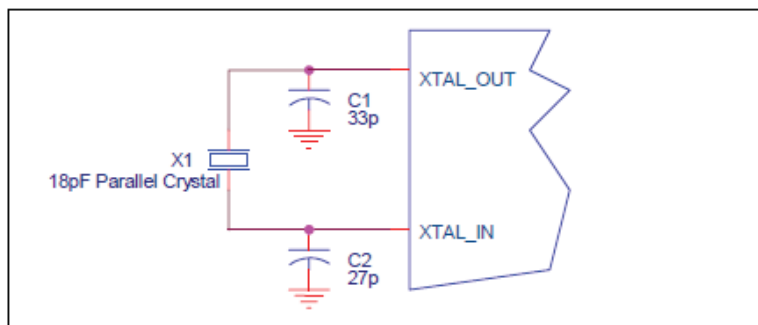 XTAL_OUT
C1
33p
X1
18pF Parallel Crystal
XTAL_IN
C2
27p